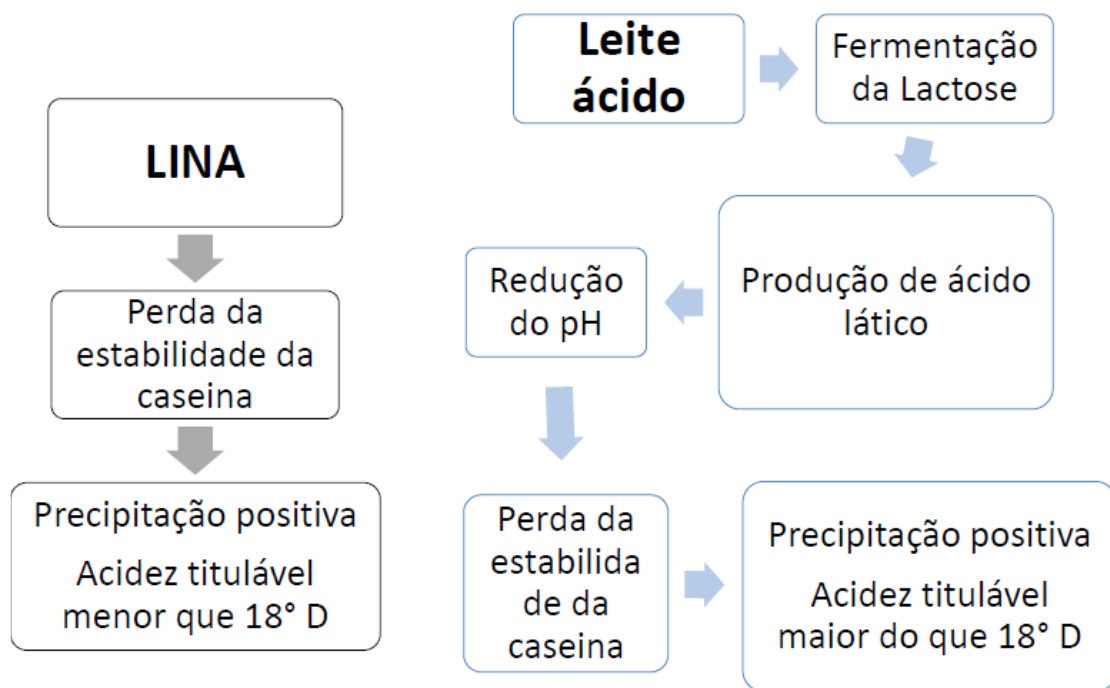 LINA
Perda da
estabilidade da
caseina
Precipitação positiva
Acidez titulável
menor que 18° D
Leite
ácido
Fermentação
da Lactose
Produção de ácido
lático
Redução
do pH
Perda da
estabilida
de da
caseina
Precipitação positiva
Acidez titulável
maior do que 18° D